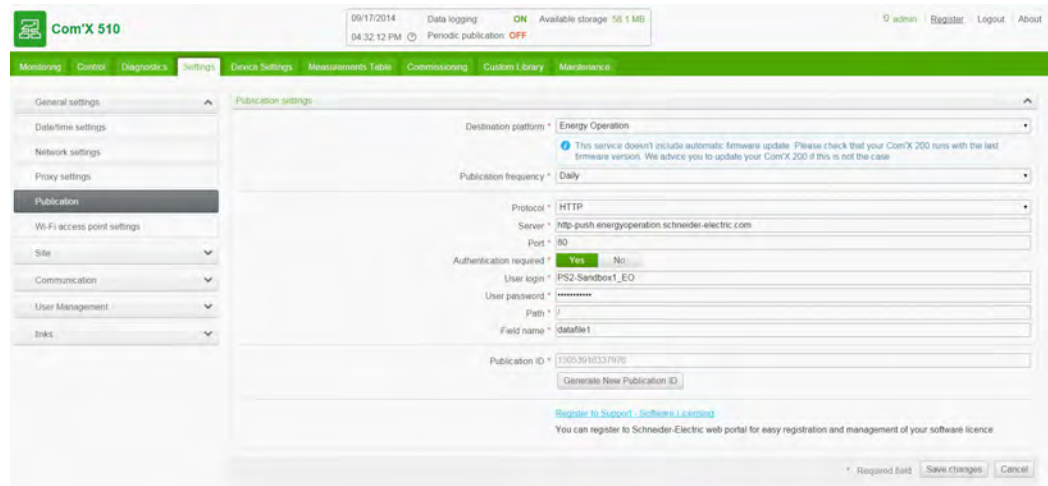 Com'X 510
09/17/2014 Data logging: ON Available storage: 58.1 MB
04:32:12 PM Periodic publication: OFF
admin Register Logout About
Monitoring Control Diagnostics Settings Device Settings Measurements Table Commissioning Custom Library Maintenance
General settings
Date/time settings
Network settings
Proxy settings
Publication
Wi-Fi access point settings
Site
Communication
User Management
links
Publication settings
Destination platform * Energy Operation
This service doesn't include automatic firmware update. Please check that your Com'X 200 runs with the last
firmware version. We advice you to update your Com'X 200 if this is not the case
Publication frequency * Daily
Protocol * HTTP
Server * http-push.energyoperation.schneider-electric.com
Port * 80
Authentication required * Yes No
User login * PS2-Sandbox1_EO
User password * •••••••••••
Path * /
Field name * datafile1
Publication ID *
Generate New Publication ID
Register to Support - Software Licensing
You can register to Schneider-Electric web portal for easy registration and management of your software licence
* Required field Save changes Cancel